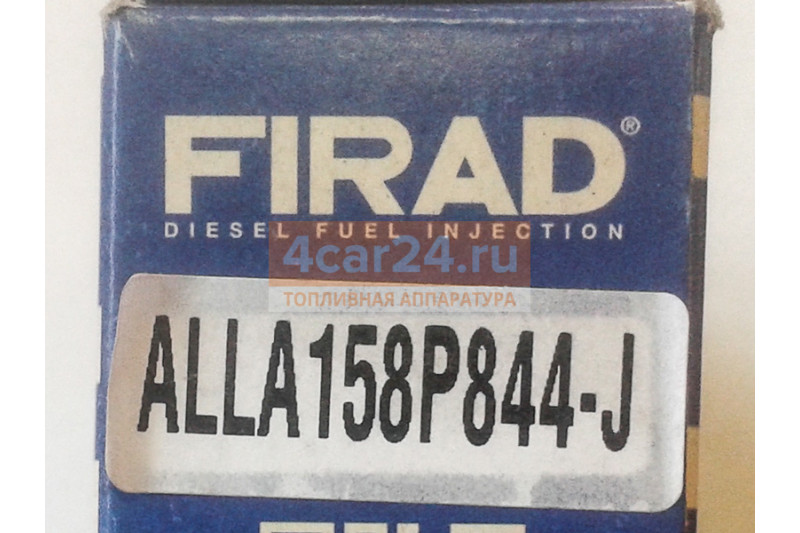 FIRAD®
DIESEL FUEL INJECTION
4car24.ru
ТОПЛИВНАЯ АППАРАТУРА
ALLA158P844-J